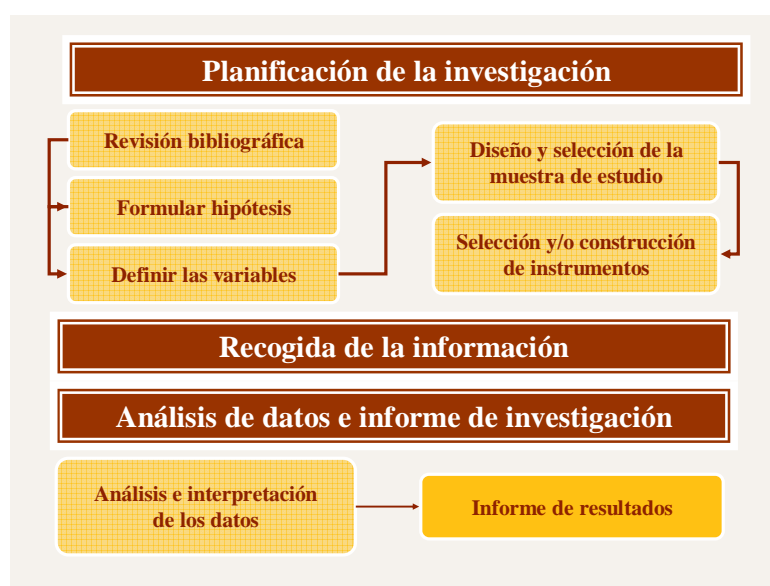 Planificación de la investigación
Revisión bibliográfica
Formular hipótesis
Definir las variables
Diseño y selección de la
muestra de estudio
Selección y/o construcción
de instrumentos
Recogida de la información
Análisis de datos e informe de investigación
Análisis e interpretación
de los datos
Informe de resultados